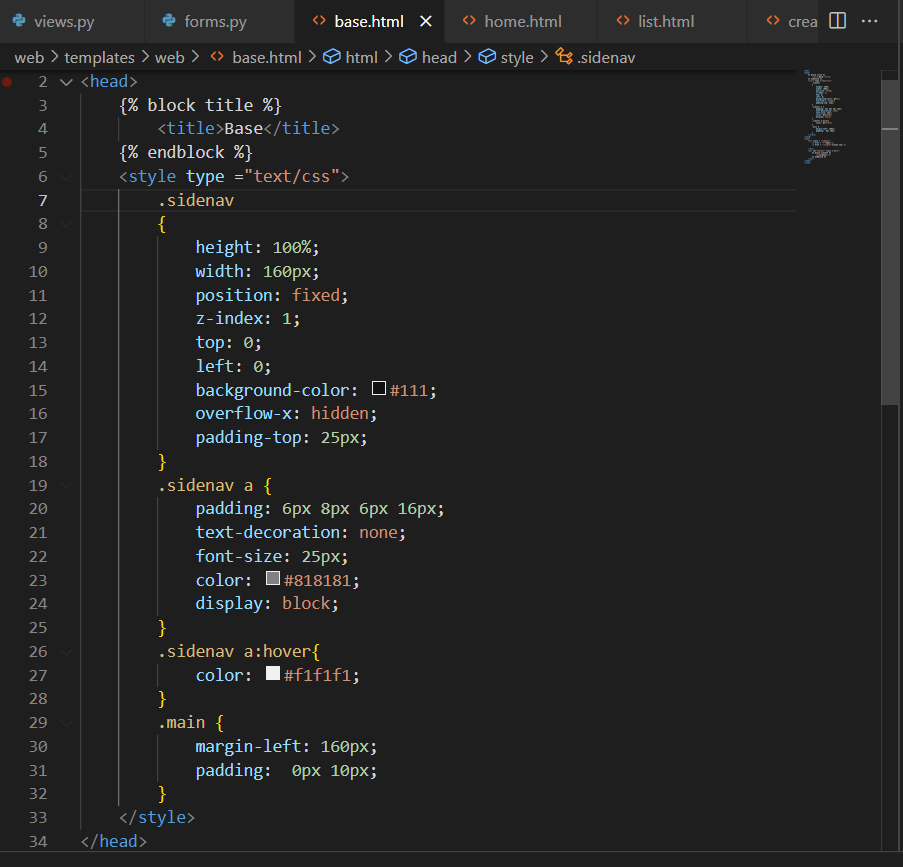 views.py forms.py base.html home.html list.html crea
web > templates > web > base.html > html > head > style > .sidenav
2 <head>
3 {% block title %}
4 <title>Base</title>
5 {% endblock %}
6 <style type ="text/css">
7 .sidenav
8 {
9 height: 100%;
10 width: 160px;
11 position: fixed;
12 z-index: 1;
13 top: 0;
14 left: 0;
15 background-color: #111;
16 overflow-x: hidden;
17 padding-top: 25px;
18 }
19 .sidenav a {
20 padding: 6px 8px 6px 16px;
21 text-decoration: none;
22 font-size: 25px;
23 color: #818181;
24 display: block;
25 }
26 .sidenav a:hover{
27 color: #f1f1f1;
28 }
29 .main {
30 margin-left: 160px;
31 padding:  0px 10px;
32 }
33 </style>
34 </head>